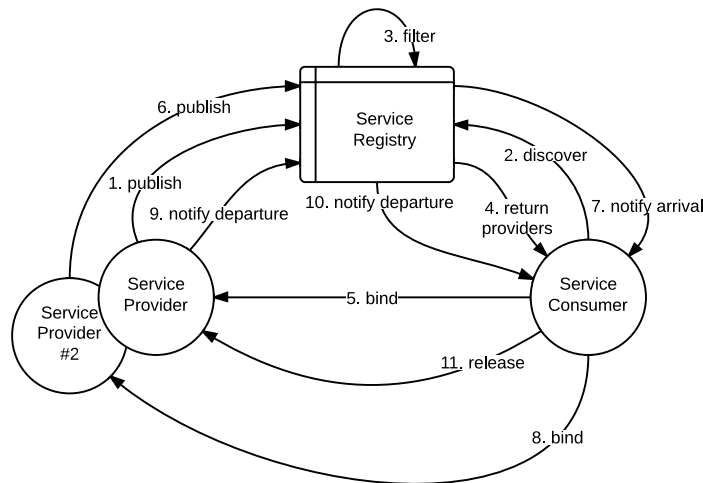 3. filter
6. publish
Service
Registry
2. discover
1. publish
9. notify departure
10. notify departure
4. return
providers
7. notify arrival
Service
Provider
Service
Consumer
5. bind
Service
Provider
#2
11. release
8. bind